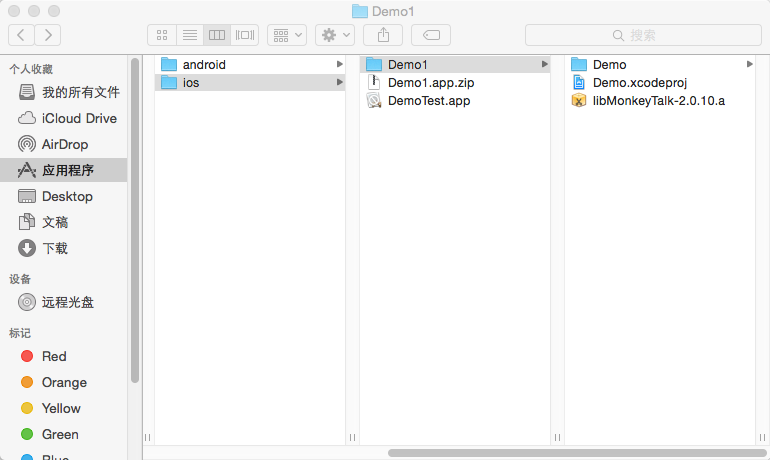 Demo1
搜索
个人收藏
我的所有文件
iCloud Drive
AirDrop
应用程序
Desktop
文稿
下载
设备
远程光盘
标记
Red
Orange
Yellow
Green
Blue
android
ios
Demo1
Demo1.app.zip
DemoTest.app
Demo
Demo.xcodeproj
libMonkeyTalk-2.0.10.a